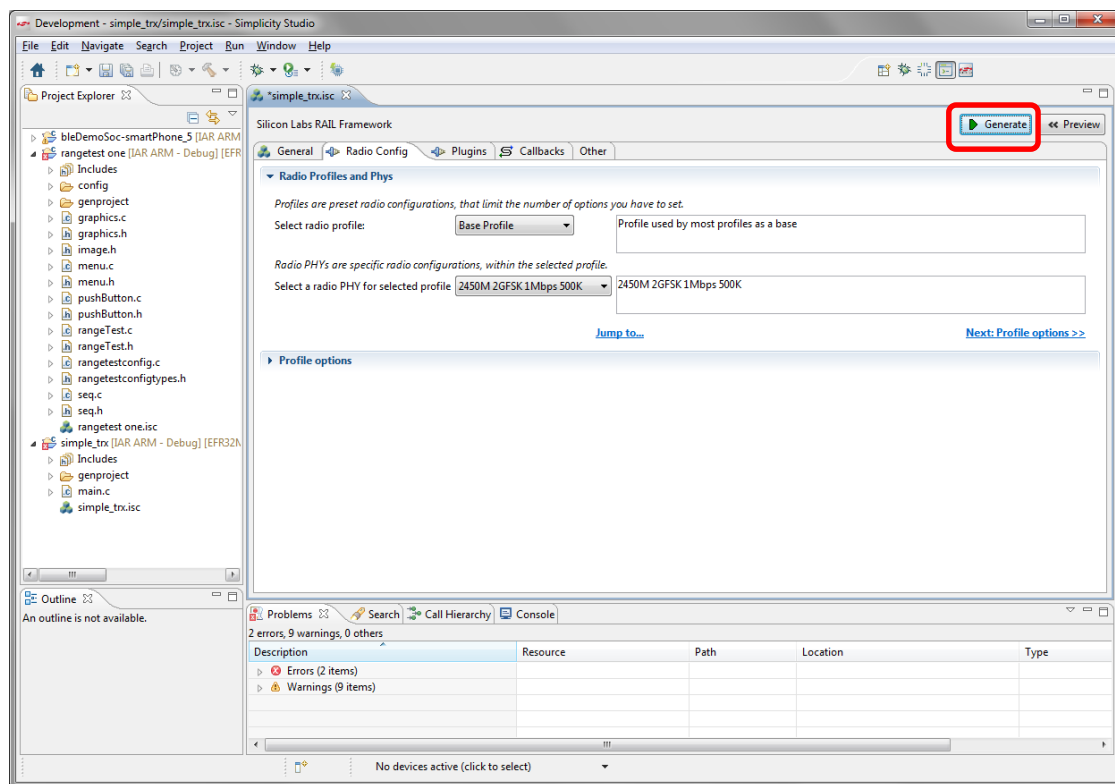 Development - simple_trx/simple_trx.isc - Simplicity Studio
File Edit Navigate Search Project Run Window Help
Project Explorer
bleDemoSoc-smartPhone_5 [IAR ARM
rangetest one [IAR ARM - Debug] [EFR
Includes
config
genproject
graphics.c
graphics.h
image.h
menu.c
menu.h
pushButton.c
pushButton.h
rangeTest.c
rangeTest.h
rangetestconfig.c
rangetestconfigtypes.h
seq.c
seq.h
rangetest one.isc
simple_trx [IAR ARM - Debug] [EFR32M
Includes
genproject
main.c
simple_trx.isc
Outline
An outline is not available.
*simple_trx.isc
Silicon Labs RAIL Framework
Generate
Preview
General Radio Config Plugins Callbacks Other
Radio Profiles and Phys
Profiles are preset radio configurations, that limit the number of options you have to set.
Select radio profile: Base Profile Profile used by most profiles as a base
Radio PHYs are specific radio configurations, within the selected profile.
Select a radio PHY for selected profile 2450M 2GFSK 1Mbps 500K 2450M 2GFSK 1Mbps 500K
Jump to... Next: Profile options >>
Profile options
Problems Search Call Hierarchy Console
2 errors, 9 warnings, 0 others
Description Resource Path Location Type
Errors (2 items)
Warnings (9 items)
No devices active (click to select)